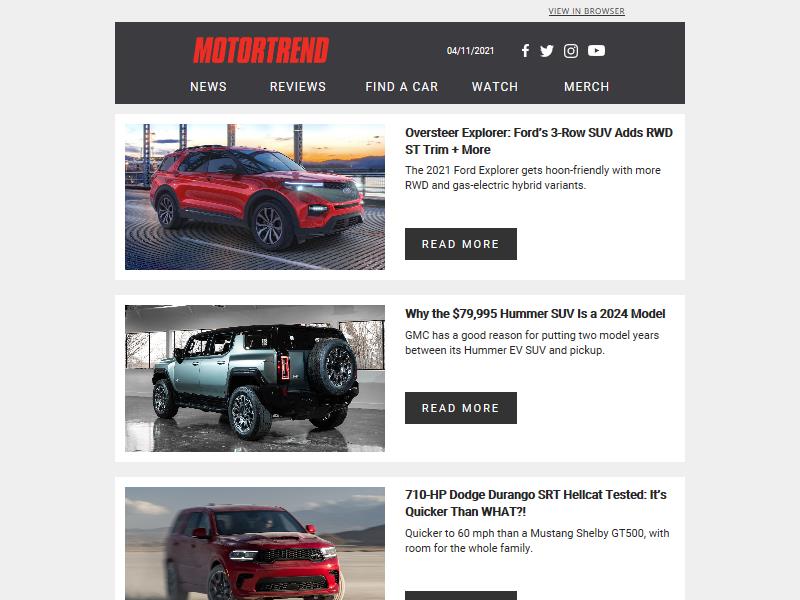 VIEW IN BROWSER
MOTORTREND
04/11/2021
NEWS REVIEWS FIND A CAR WATCH MERCH
Oversteer Explorer: Ford's 3-Row SUV Adds RWD
ST Trim + More
The 2021 Ford Explorer gets hoon-friendly with more
RWD and gas-electric hybrid variants.
READ MORE
Why the $79,995 Hummer SUV Is a 2024 Model
GMC has a good reason for putting two model years
between its Hummer EV SUV and pickup.
READ MORE
710-HP Dodge Durango SRT Hellcat Tested: It's
Quicker Than WHAT?!
Quicker to 60 mph than a Mustang Shelby GT500, with
room for the whole family.